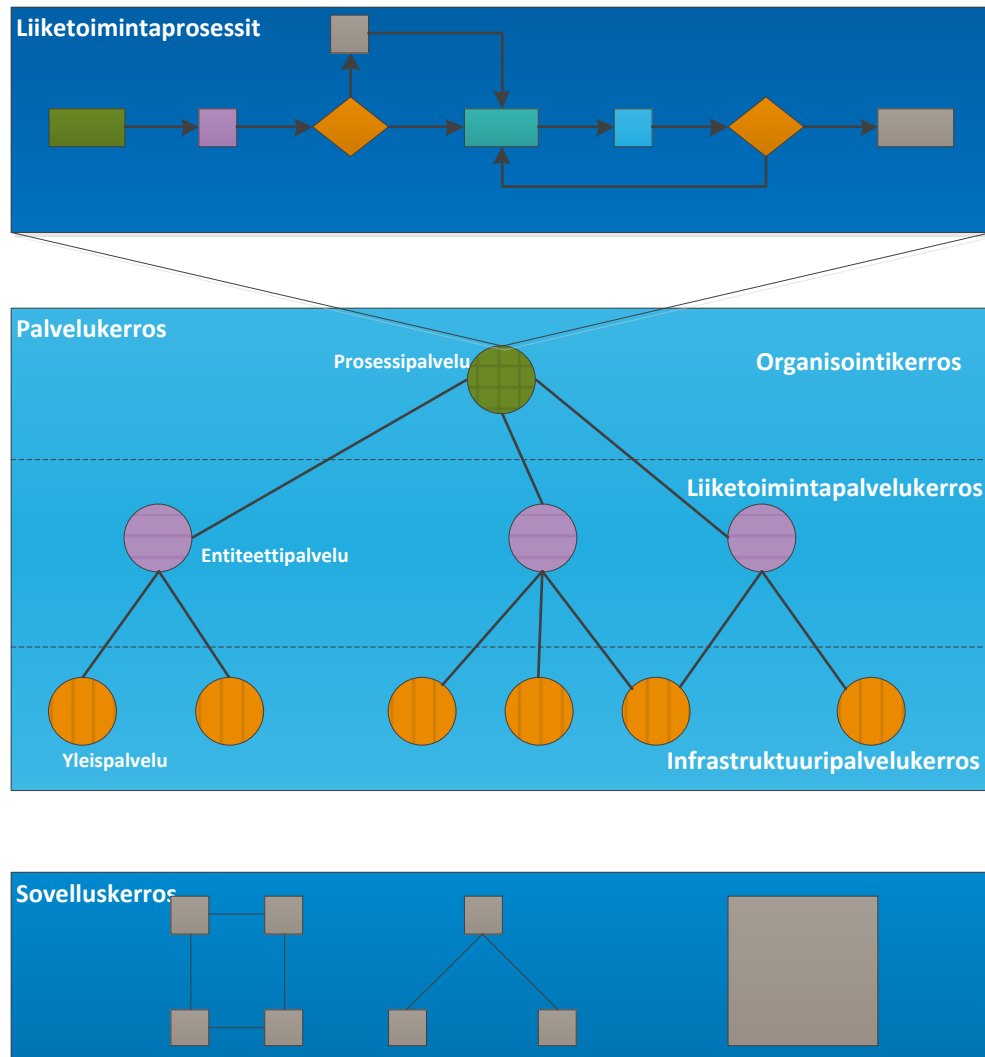 Liiketoimintaprosessit
Palvelukerros
Prosessipalvelu
Organisointikerros
Liiketoimintapalvelukerros
Entiteettipalvelu
Yleispalvelu
Infrastruktuuripalvelukerros
Sovelluskerros